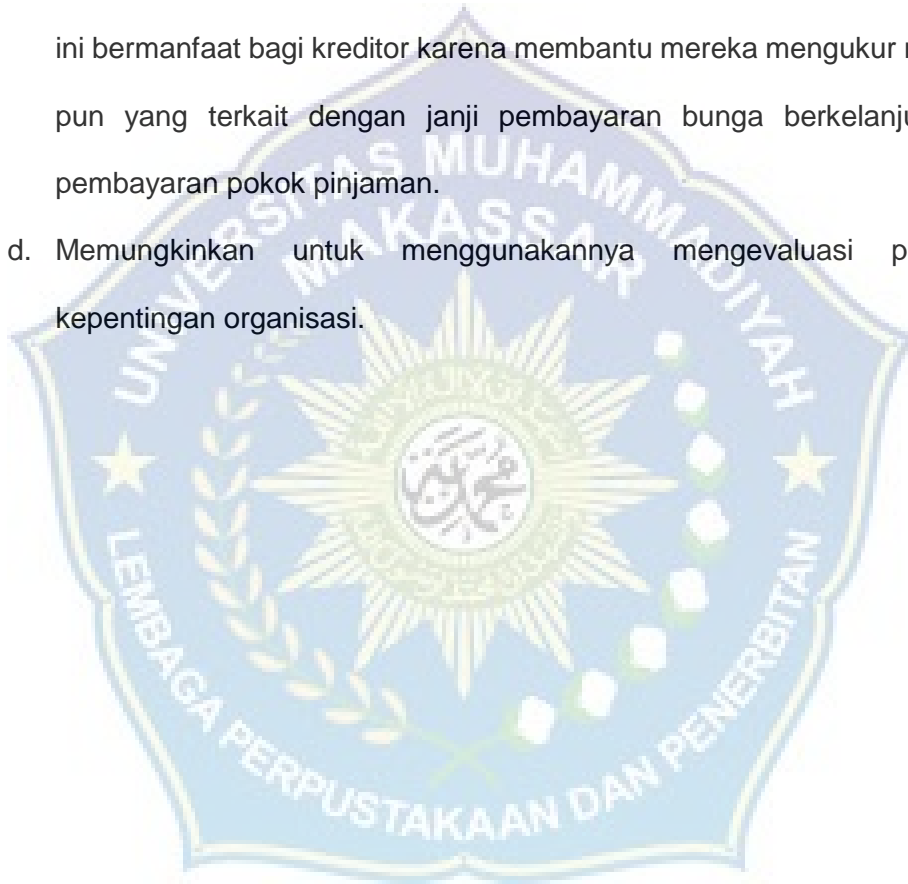 ini bermanfaat bagi kreditor karena membantu mereka mengukur
pun yang terkait dengan janji pembayaran bunga
pembayaran pokok pinjaman.
d. Memungkinkan untuk menggunakannya mengevaluasi
kepentingan organisasi.
UNIVERSITAS MUHAMMADIYAH
MAKASSAR
LEMBAGA PERPUSTAKAAN DAN PENERBITAN